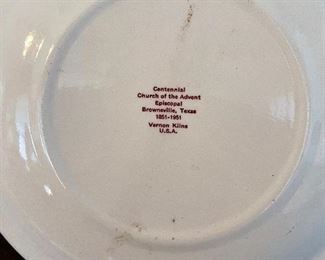 Centennial
Church of the Advent
Episcopal
Brownsville, Texas
1851-1951
Vernon Kilns
U.S.A.